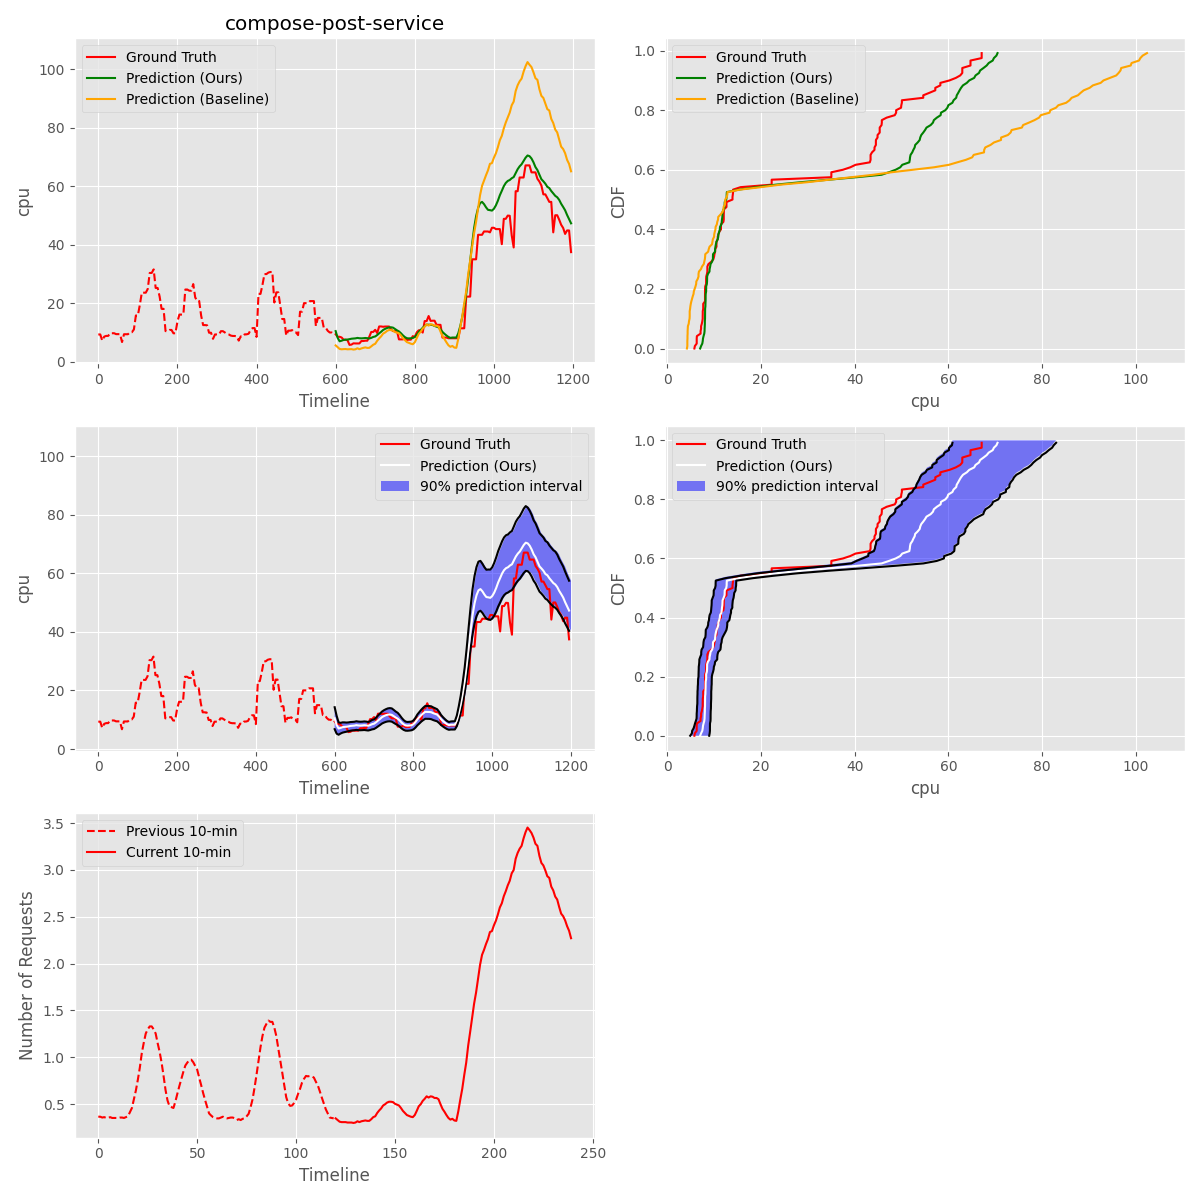 compose-post-service
Ground Truth
Prediction (Ours)
Prediction (Baseline)
100
80
60
40
20
0
cpu
0 200 400 600 800 1000 1200
Timeline
Ground Truth
Prediction (Ours)
Prediction (Baseline)
1.0
0.8
0.6
0.4
0.2
0.0
CDF
0 20 40 60 80 100
cpu
Ground Truth
Prediction (Ours)
90% prediction interval
100
80
60
40
20
0
cpu
0 200 400 600 800 1000 1200
Timeline
Ground Truth
Prediction (Ours)
90% prediction interval
1.0
0.8
0.6
0.4
0.2
0.0
CDF
0 20 40 60 80 100
cpu
Previous 10-min
Current 10-min
3.5
3.0
2.5
2.0
1.5
1.0
0.5
Number of Requests
0 50 100 150 200 250
Timeline